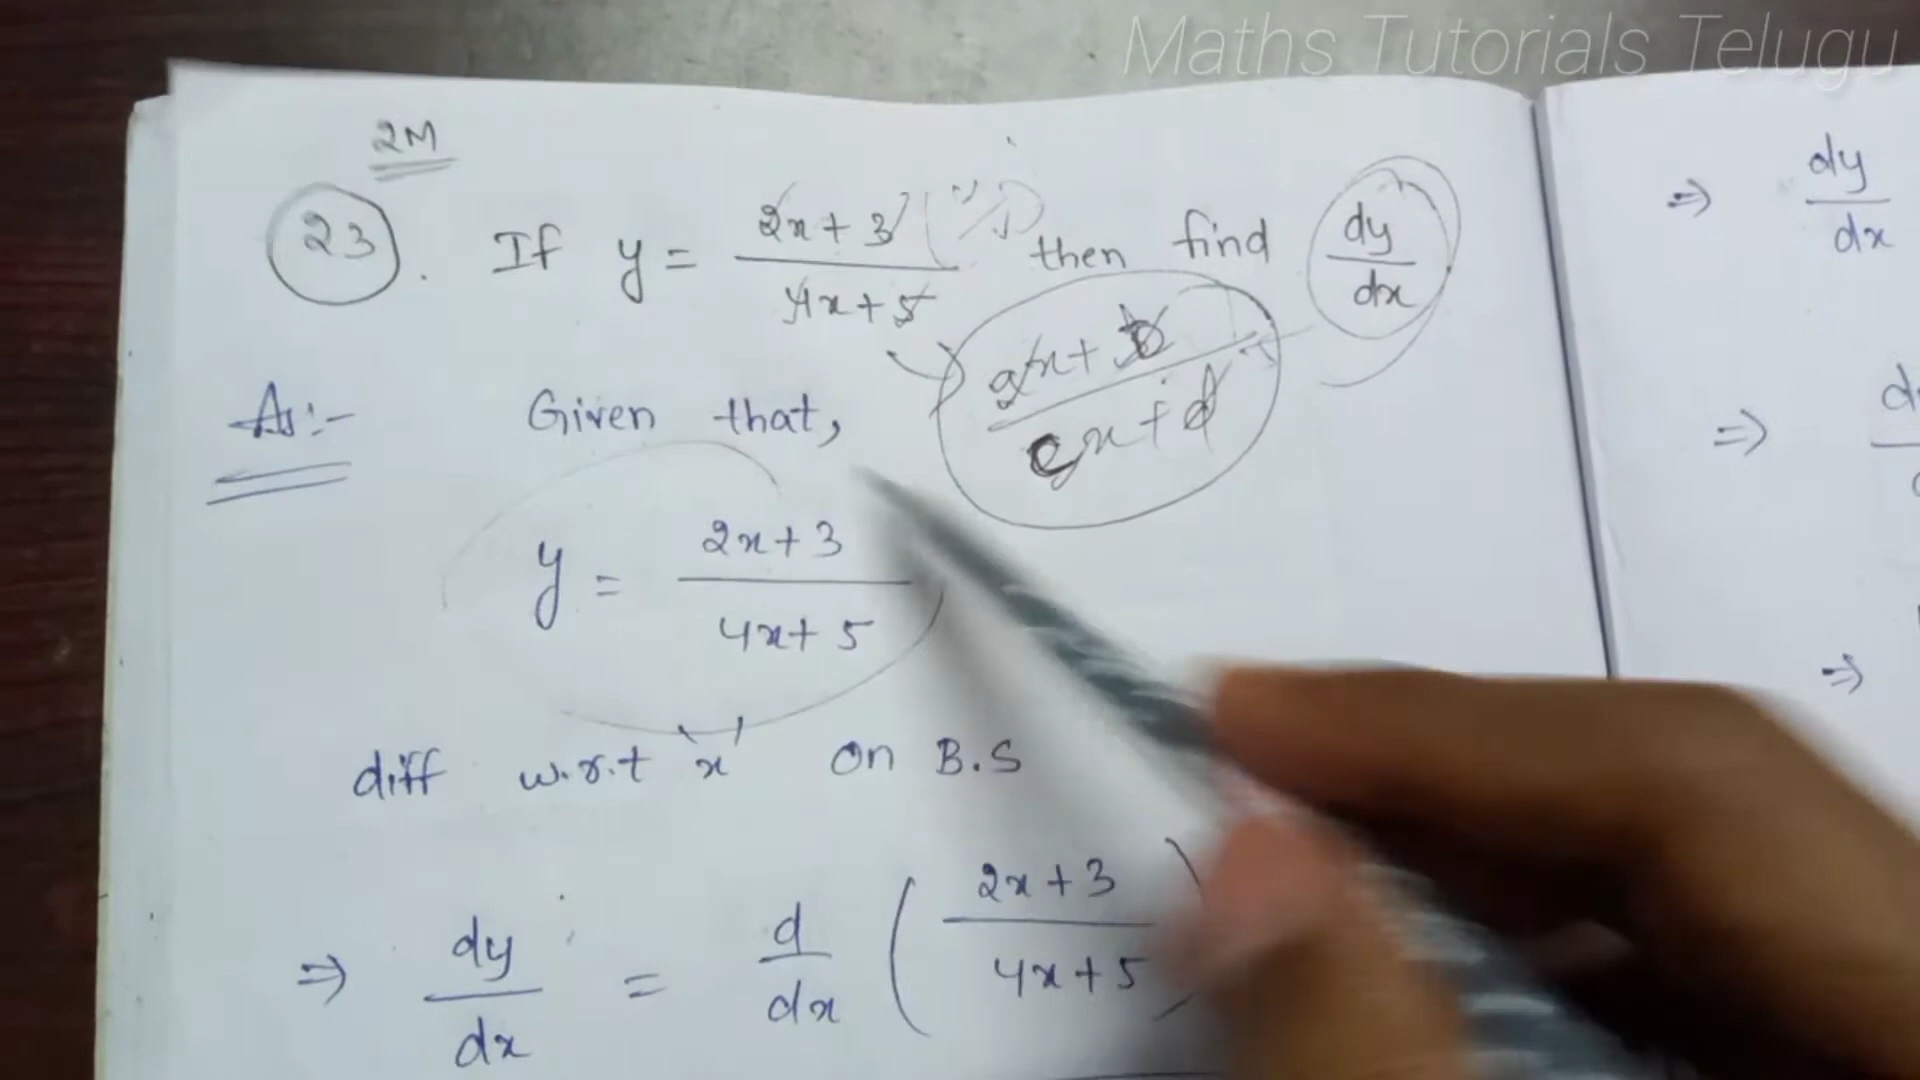 Maths Tutorials Telugu
2M
23. If y = 2x+3 / 4x+5 then find dy/dx
ax+b / cx+d
As:- Given that,
y = 2x+3 / 4x+5
diff w.r.t 'x' on B.S
=> dy/dx = d/dx ( 2x+3 / 4x+5 )
=> dy/dx
=>
=>